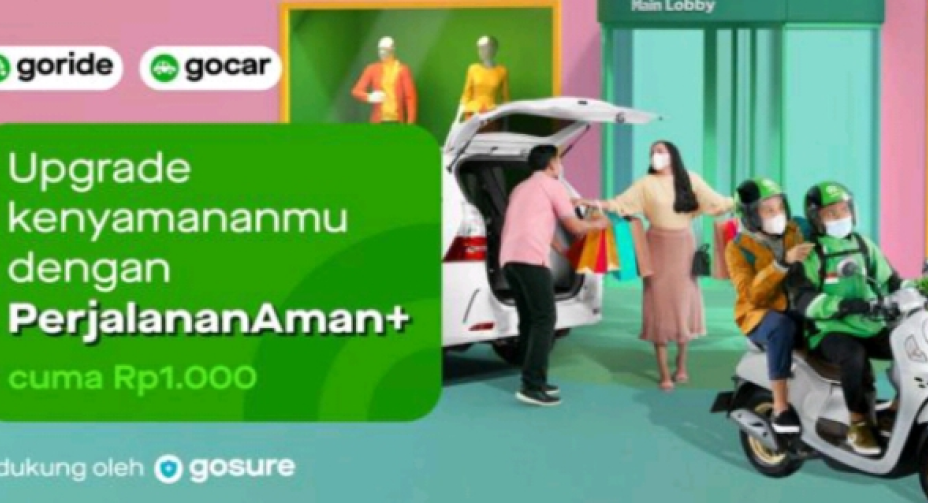 Main Lobby
goride gocar
Upgrade
kenyamananmu
dengan
PerjalananAman+
cuma Rp1.000
dukung oleh gosure